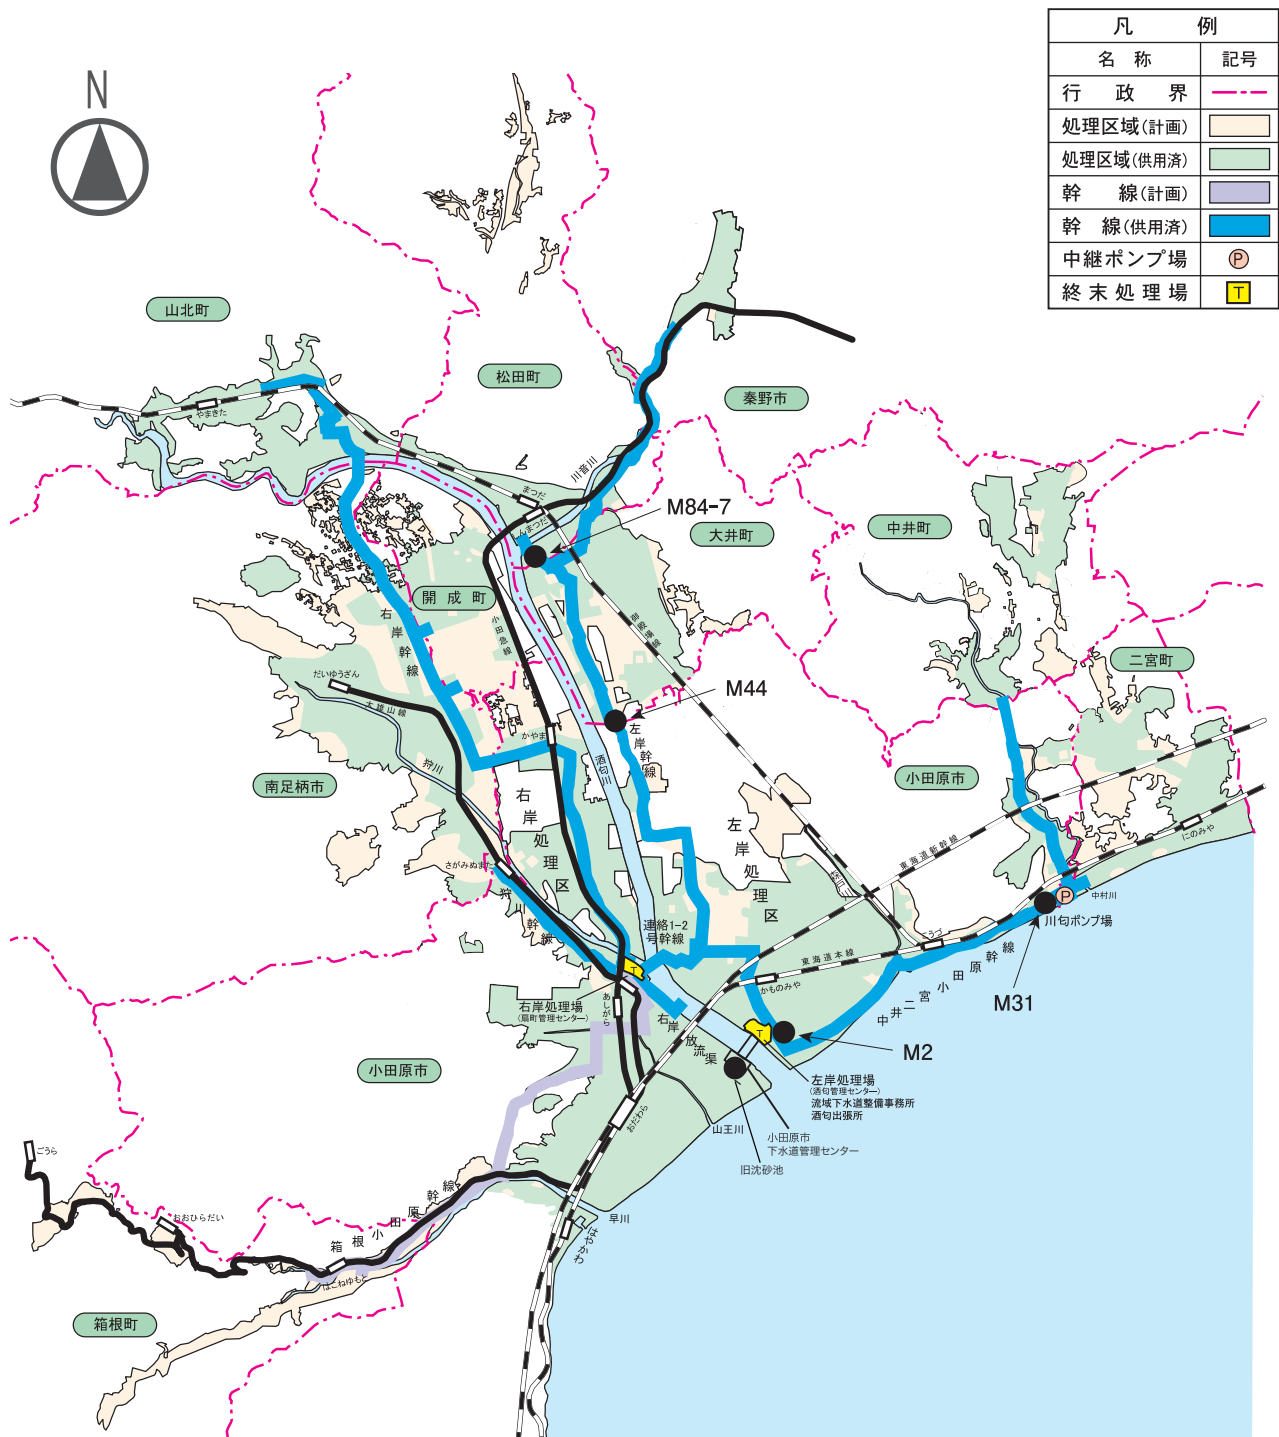 凡例
名称 記号
行政界
処理区域(計画)
処理区域(供用済)
幹線(計画)
幹線(供用済)
中継ポンプ場 P
終末処理場 T
N
山北町
松田町
秦野市
やまきた
川音川
まつだ
しんまつだ
M84-7
大井町
中井町
開成町
小田急線
御殿場線
右岸幹線
二宮町
だいゆうざん
大雄山線
M44
かやま
左岸幹線
酒匂川
狩川
南足柄市
小田原市
右岸処理区
左岸処理区
東海道新幹線
にのみや
さがみぬまた
狩川幹線
森戸川
連絡1-2
号幹線
P
中村川
川匂ポンプ場
こうづ
東海道本線
かものみや
中井二宮小田原幹線
M31
T
右岸処理場
(扇町管理センター)
あしがら
右岸放流渠
T
M2
左岸処理場
(酒匂管理センター)
流域下水道整備事務所
酒匂出張所
小田原市
おだわら
山王川
小田原市
下水道管理センター
旧沈砂池
ごうら
おおひらだい
箱根小田原幹線
はこねゆもと
早川
はやかわ
箱根町